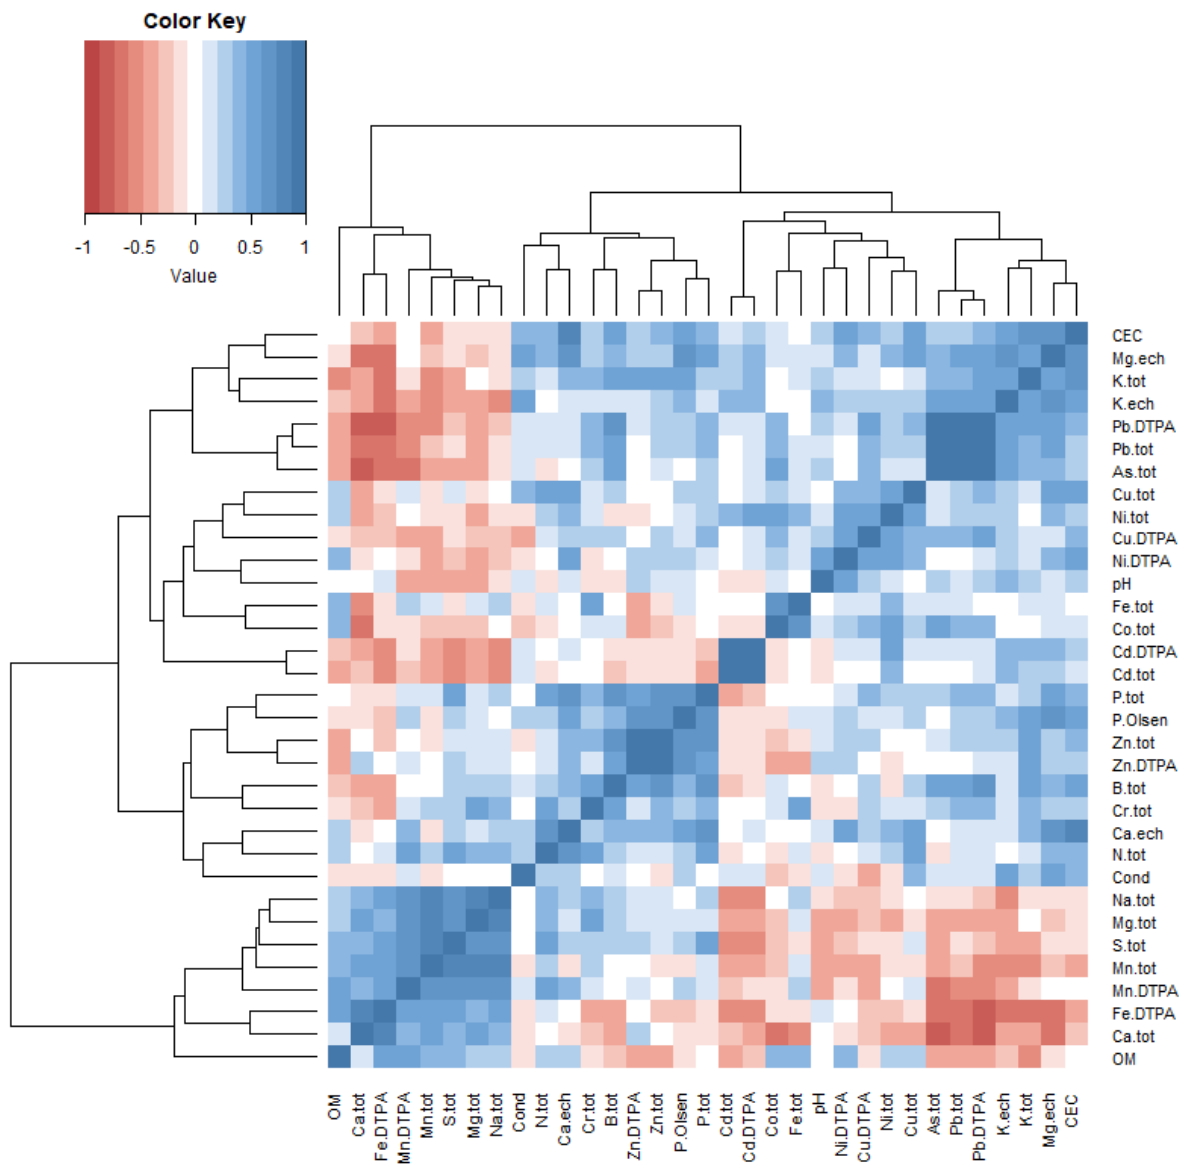 Color Key
-1 -0.5 0 0.5 1
Value
CEC
Mg.ech
K.tot
K.ech
Pb.DTPA
Pb.tot
As.tot
Cu.tot
Ni.tot
Cu.DTPA
Ni.DTPA
pH
Fe.tot
Co.tot
Cd.DTPA
Cd.tot
P.tot
P.Olsen
Zn.tot
Zn.DTPA
B.tot
Cr.tot
Ca.ech
N.tot
Cond
Na.tot
Mg.tot
S.tot
Mn.tot
Mn.DTPA
Fe.DTPA
Ca.tot
OM
OM
Ca.tot
Fe.DTPA
Mn.DTPA
Mn.tot
S.tot
Mg.tot
Na.tot
Cond
N.tot
Ca.ech
Cr.tot
B.tot
Zn.DTPA
Zn.tot
P.Olsen
P.tot
Cd.tot
Cd.DTPA
Co.tot
Fe.tot
pH
Ni.DTPA
Cu.DTPA
Ni.tot
Cu.tot
As.tot
Pb.tot
Pb.DTPA
K.ech
K.tot
Mg.ech
CEC